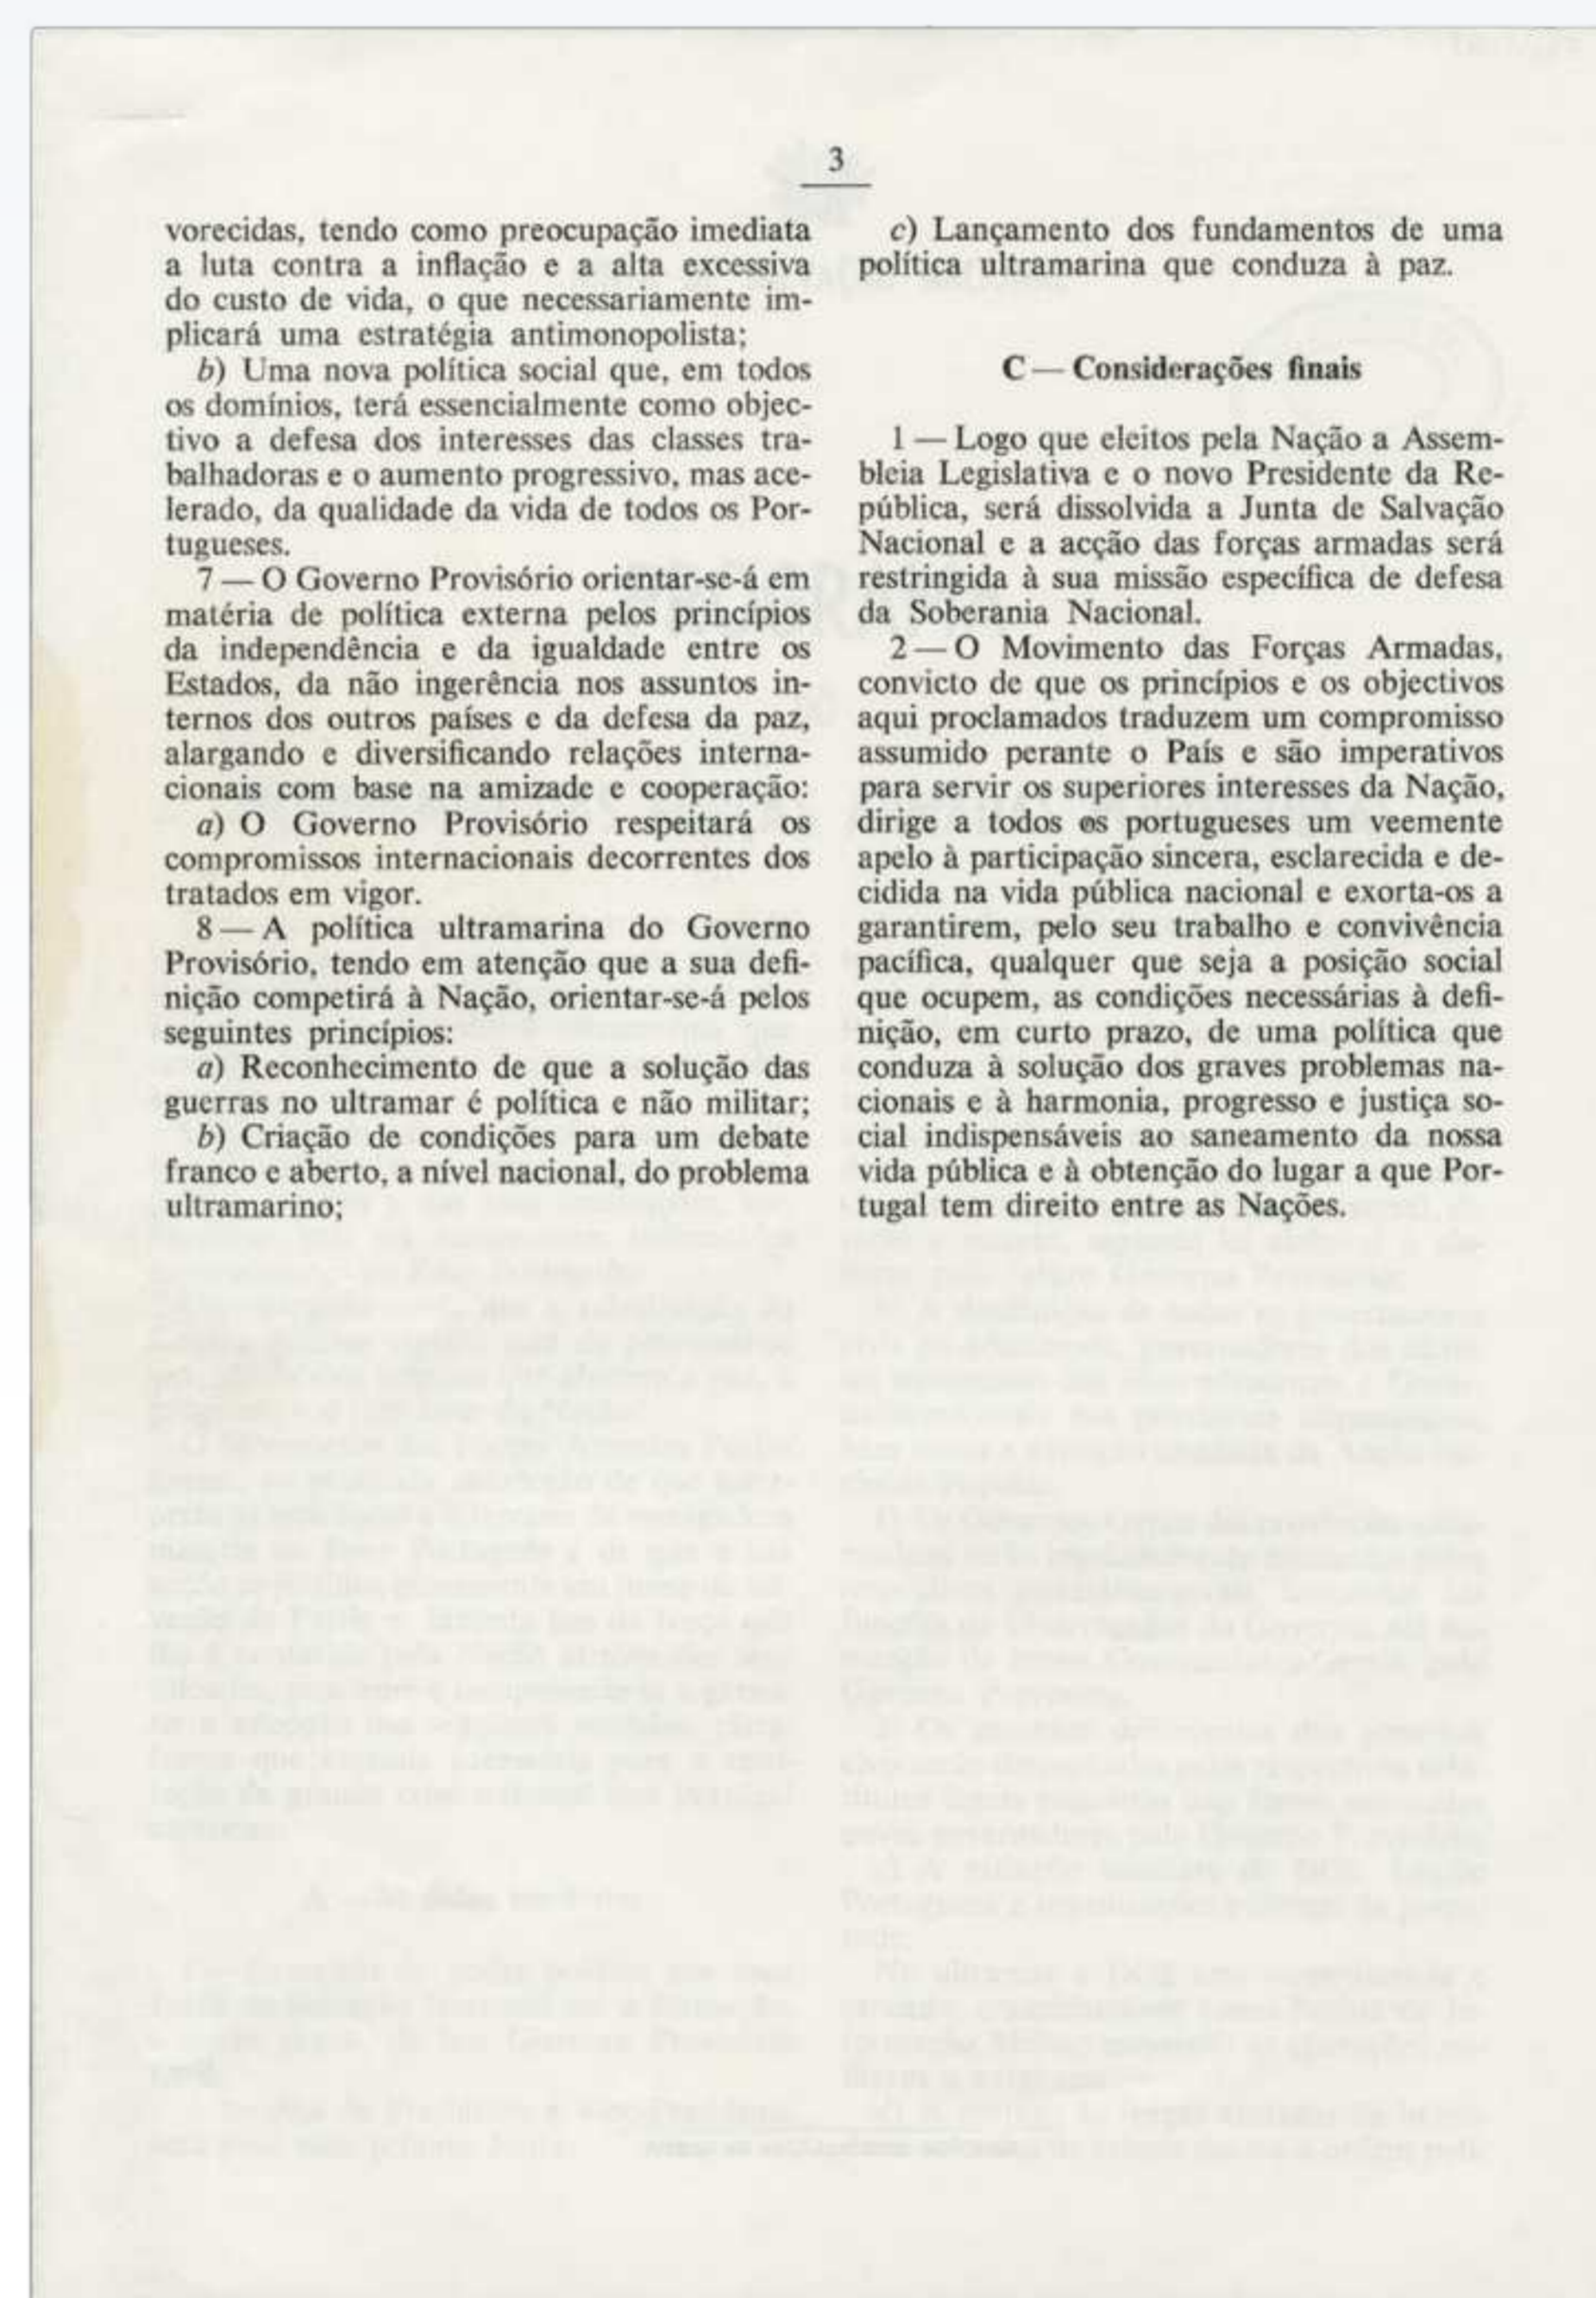 3
vorecidas, tendo como preocupação imediata
a luta contra a inflação e a alta excessiva
do custo de vida, o que necessariamente im-
plicará uma estratégia antimonopolista;
b) Uma nova política social que, em todos
os domínios, terá essencialmente como objec-
tivo a defesa dos interesses das classes tra-
balhadoras e o aumento progressivo, mas ace-
lerado, da qualidade da vida de todos os Por-
tugueses.
7 — O Governo Provisório orientar-se-á em
matéria de política externa pelos princípios
da independência e da igualdade entre os
Estados, da não ingerência nos assuntos in-
ternos dos outros países e da defesa da paz,
alargando e diversificando relações interna-
cionais com base na amizade e cooperação:
a) O Governo Provisório respeitará os
compromissos internacionais decorrentes dos
tratados em vigor.
8 — A política ultramarina do Governo
Provisório, tendo em atenção que a sua defi-
nição competirá à Nação, orientar-se-á pelos
seguintes princípios:
a) Reconhecimento de que a solução das
guerras no ultramar é política e não militar;
b) Criação de condições para um debate
franco e aberto, a nível nacional, do problema
ultramarino;
c) Lançamento dos fundamentos de uma
política ultramarina que conduza à paz.
C — Considerações finais
1 — Logo que eleitos pela Nação a Assem-
bleia Legislativa e o novo Presidente da Re-
pública, será dissolvida a Junta de Salvação
Nacional e a acção das forças armadas será
restringida à sua missão específica de defesa
da Soberania Nacional.
2 — O Movimento das Forças Armadas,
convicto de que os princípios e os objectivos
aqui proclamados traduzem um compromisso
assumido perante o País e são imperativos
para servir os superiores interesses da Nação,
dirige a todos os portugueses um veemente
apelo à participação sincera, esclarecida e de-
cidida na vida pública nacional e exorta-os a
garantirem, pelo seu trabalho e convivência
pacífica, qualquer que seja a posição social
que ocupem, as condições necessárias à defi-
nição, em curto prazo, de uma política que
conduza à solução dos graves problemas na-
cionais e à harmonia, progresso e justiça so-
cial indispensáveis ao saneamento da nossa
vida pública e à obtenção do lugar a que Por-
tugal tem direito entre as Nações.